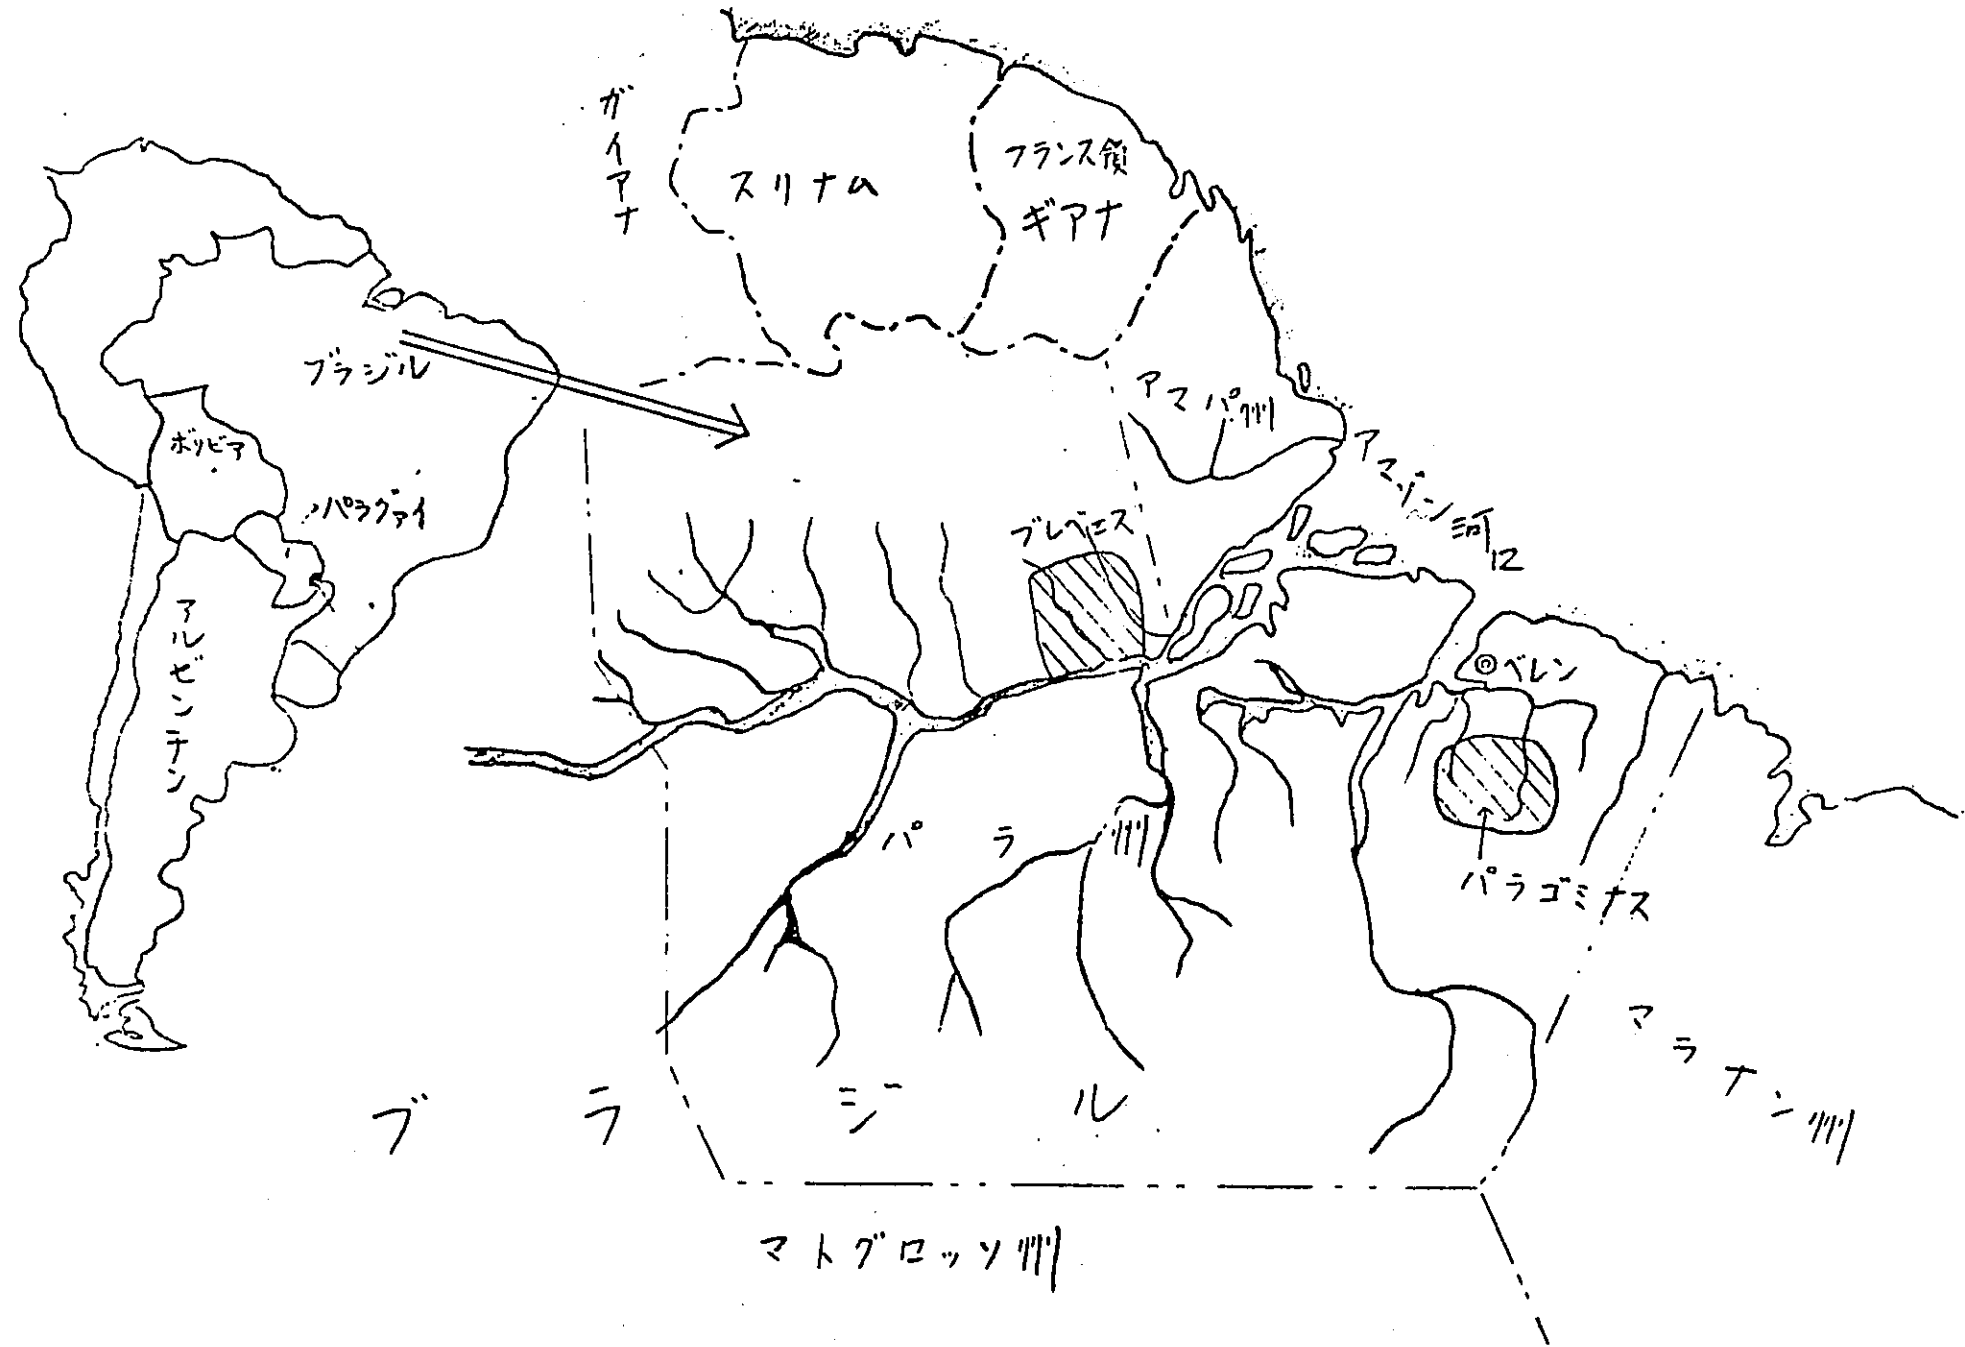 ガイアナ
スリナム
フランス領
ギアナ
ブラジル
ボリビア
パラグァイ
アルゼンチン
アマパ州
アマゾン河口
ブレベエス
ベレン
パラ州
パラゴミナス
マラナン州
ブラジル
マトグロッソ州